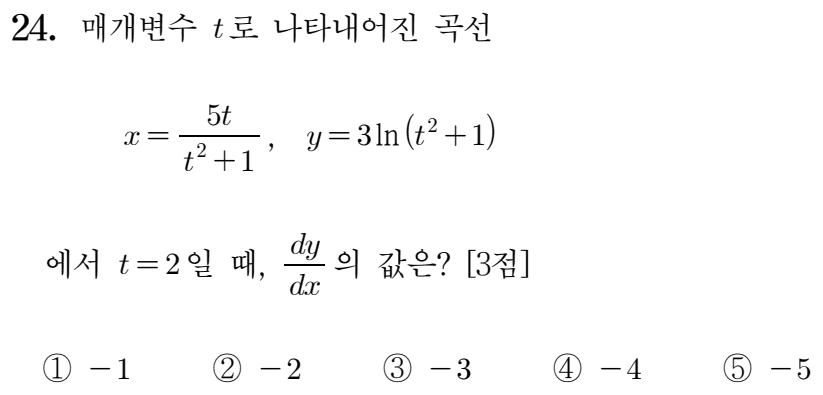 24. 매개변수 t로 나타내어진 곡선
x = 5t/(t²+1), y = 3ln(t²+1)
에서 t=2일 때, dy/dx의 값은? [3점]
① -1 ② -2 ③ -3 ④ -4 ⑤ -5